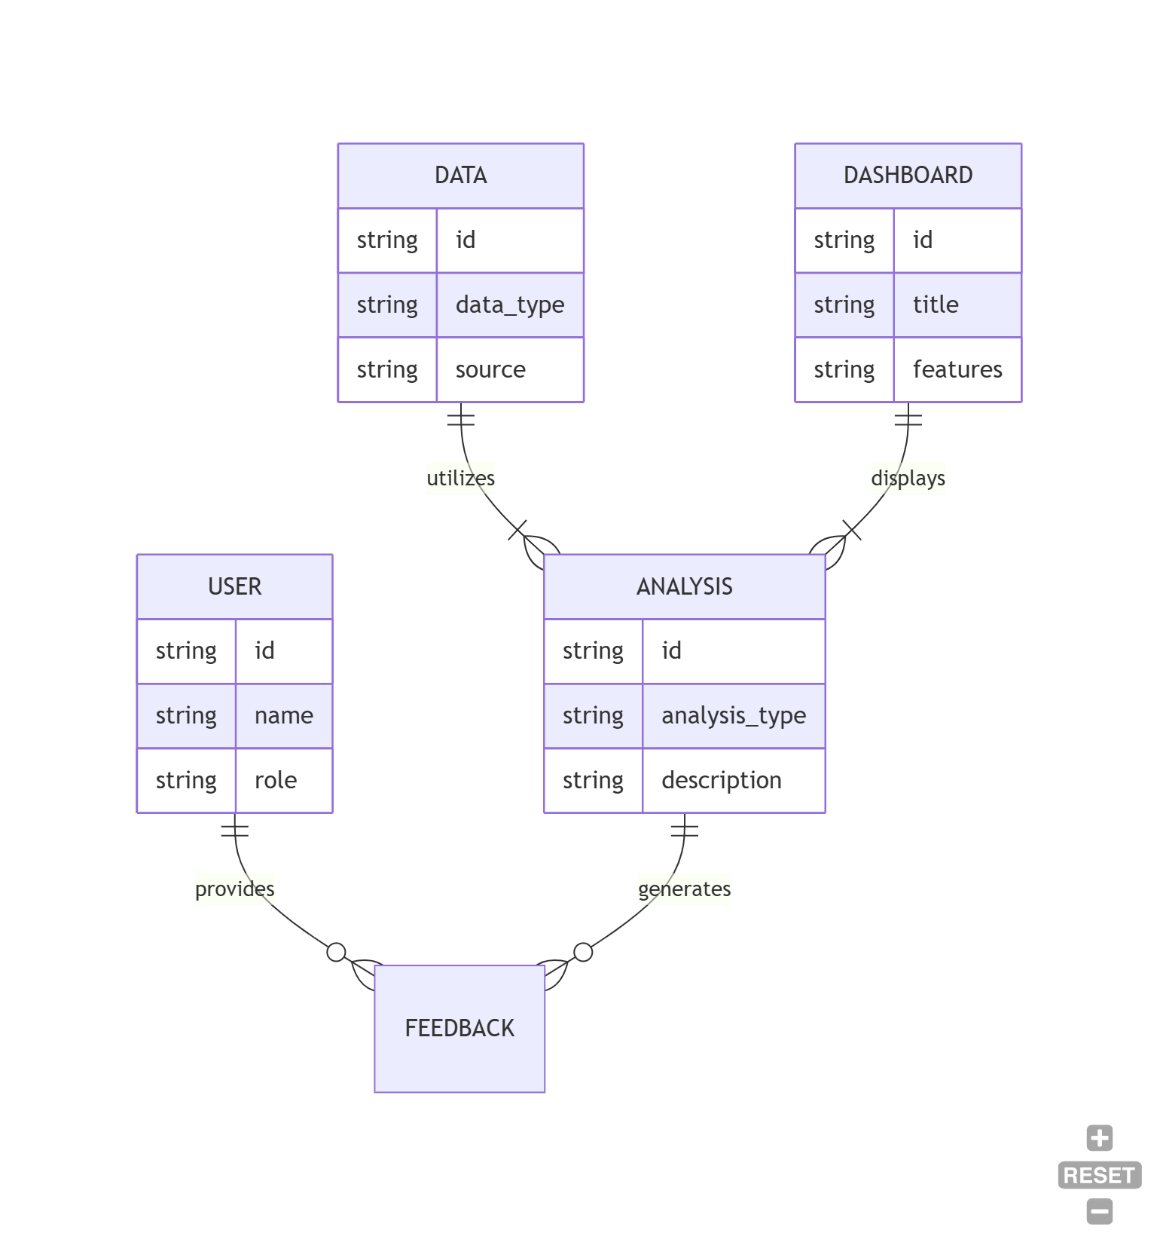 DATA
string id
string data_type
string source
DASHBOARD
string id
string title
string features
utilizes
displays
USER
string id
string name
string role
ANALYSIS
string id
string analysis_type
string description
provides
generates
FEEDBACK
+
RESET
−